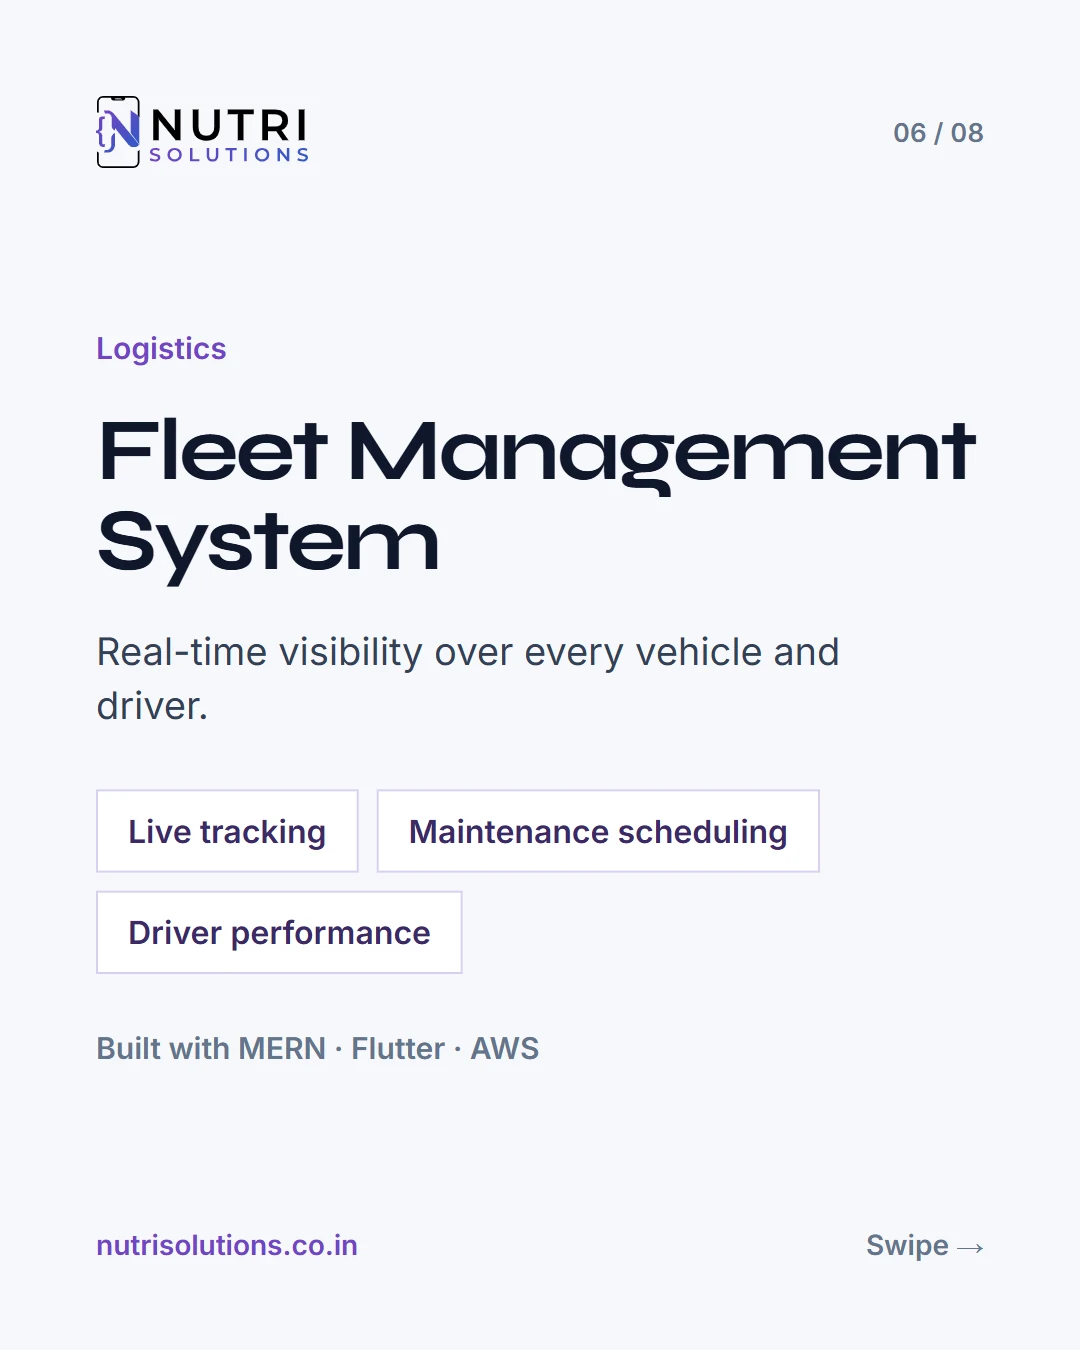 NUTRI
SOLUTIONS
06 / 08
Logistics
Fleet Management
System
Real-time visibility over every vehicle and
driver.
Live tracking
Maintenance scheduling
Driver performance
Built with MERN · Flutter · AWS
nutrisolutions.co.in
Swipe →